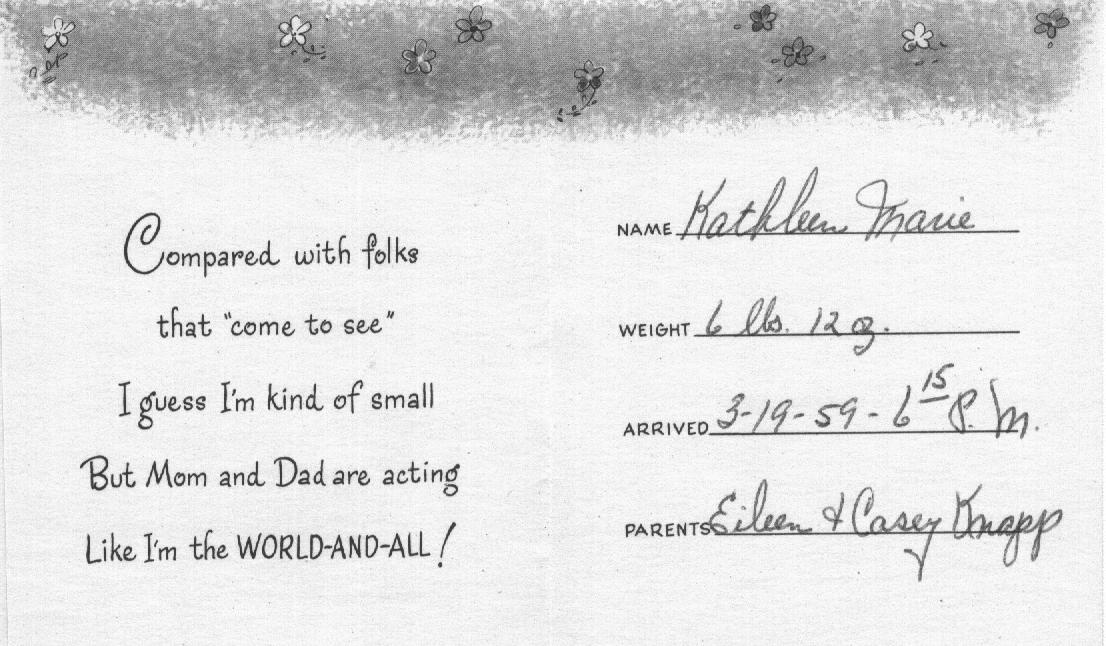 Compared with folks
that "come to see"
I guess I'm kind of small
But Mom and Dad are acting
Like I'm the WORLD-AND-ALL!
NAME Kathleen Marie
WEIGHT 6 lbs. 12 oz.
ARRIVED 3-19-59 - 6 15 P. M.
PARENTS Eileen & Casey Knapp